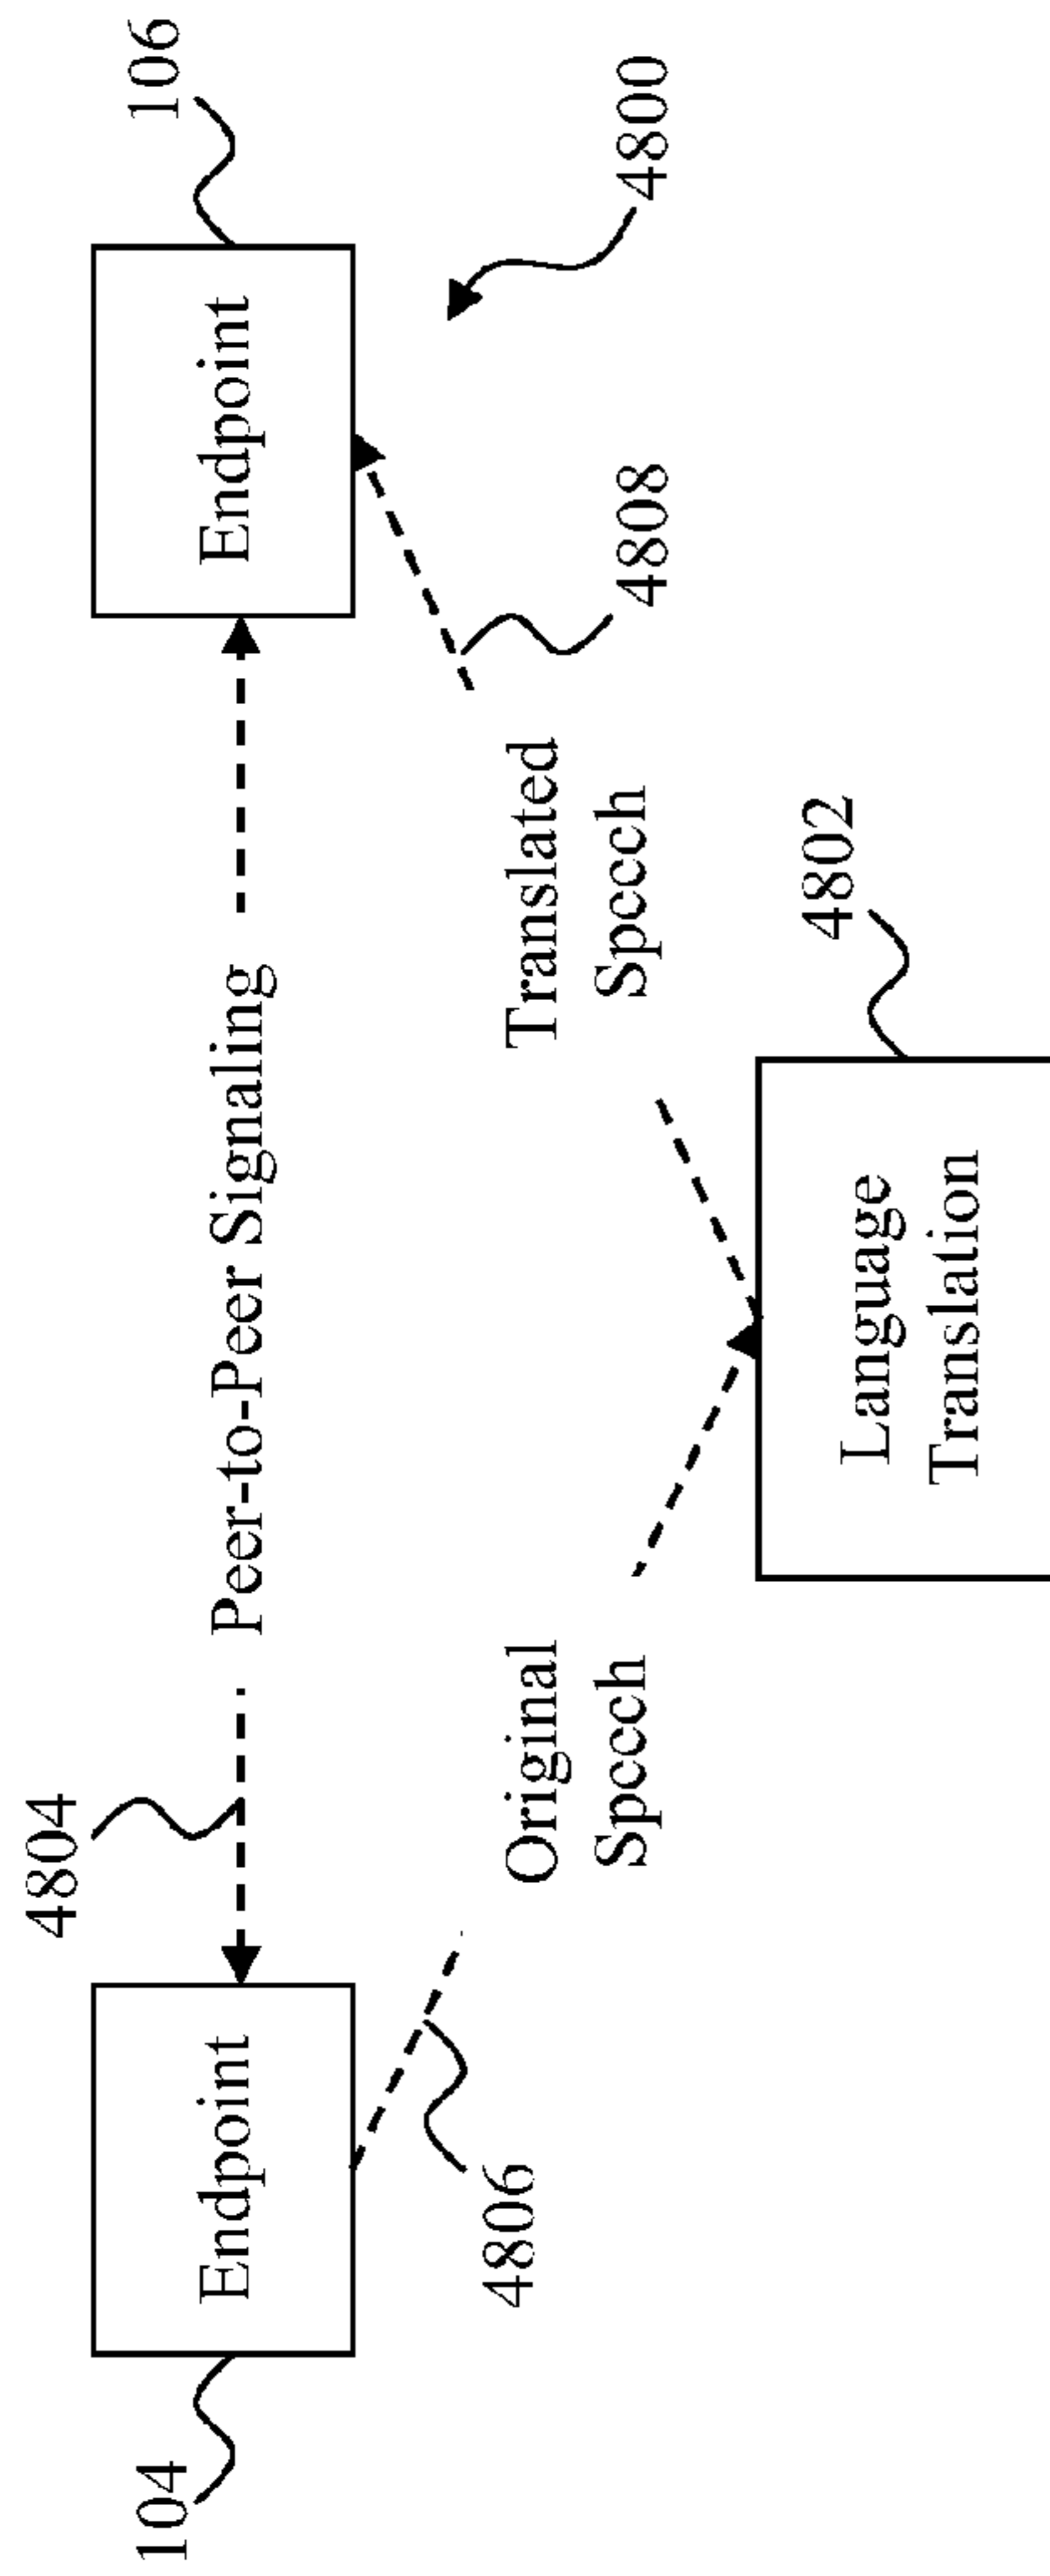 4804
Peer-to-Peer Signaling
104
Endpoint
Endpoint
106
4806
Original
Speech
Translated
Speech
4808
4800
Language
Translation
4802